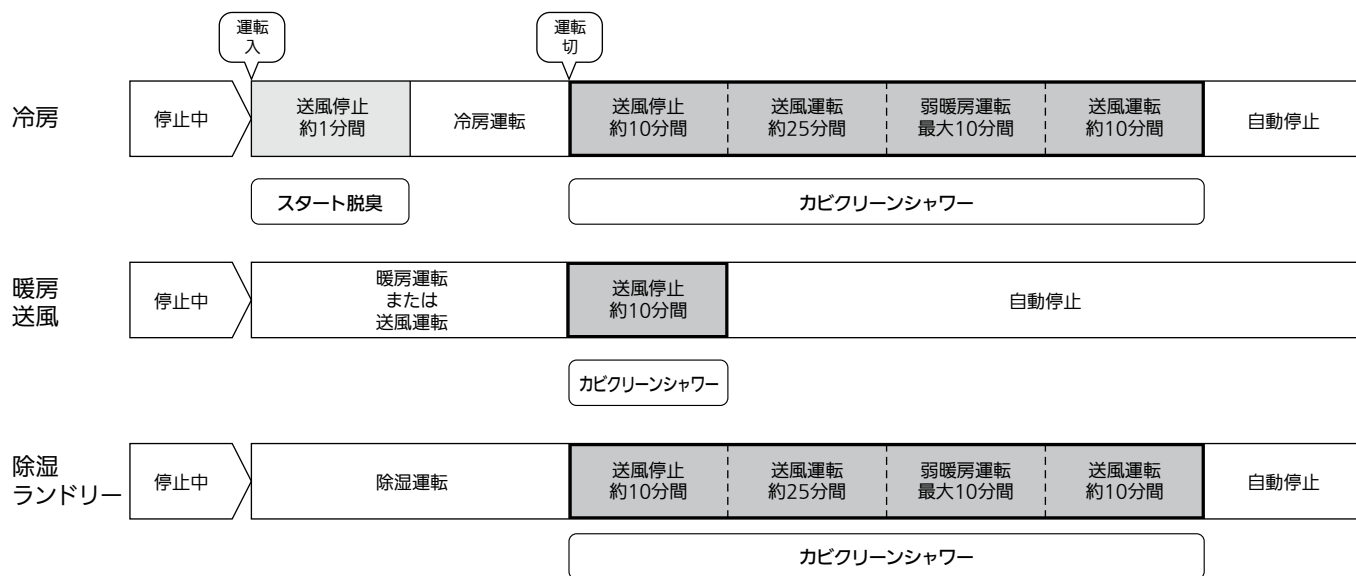 運転
入
運転
切
冷房
停止中
送風停止
約1分間
冷房運転
送風停止
約10分間
送風運転
約25分間
弱暖房運転
最大10分間
送風運転
約10分間
自動停止
スタート脱臭
カビクリーンシャワー
暖房
送風
停止中
暖房運転
または
送風運転
送風停止
約10分間
自動停止
カビクリーンシャワー
除湿
ランドリー
停止中
除湿運転
送風停止
約10分間
送風運転
約25分間
弱暖房運転
最大10分間
送風運転
約10分間
自動停止
カビクリーンシャワー